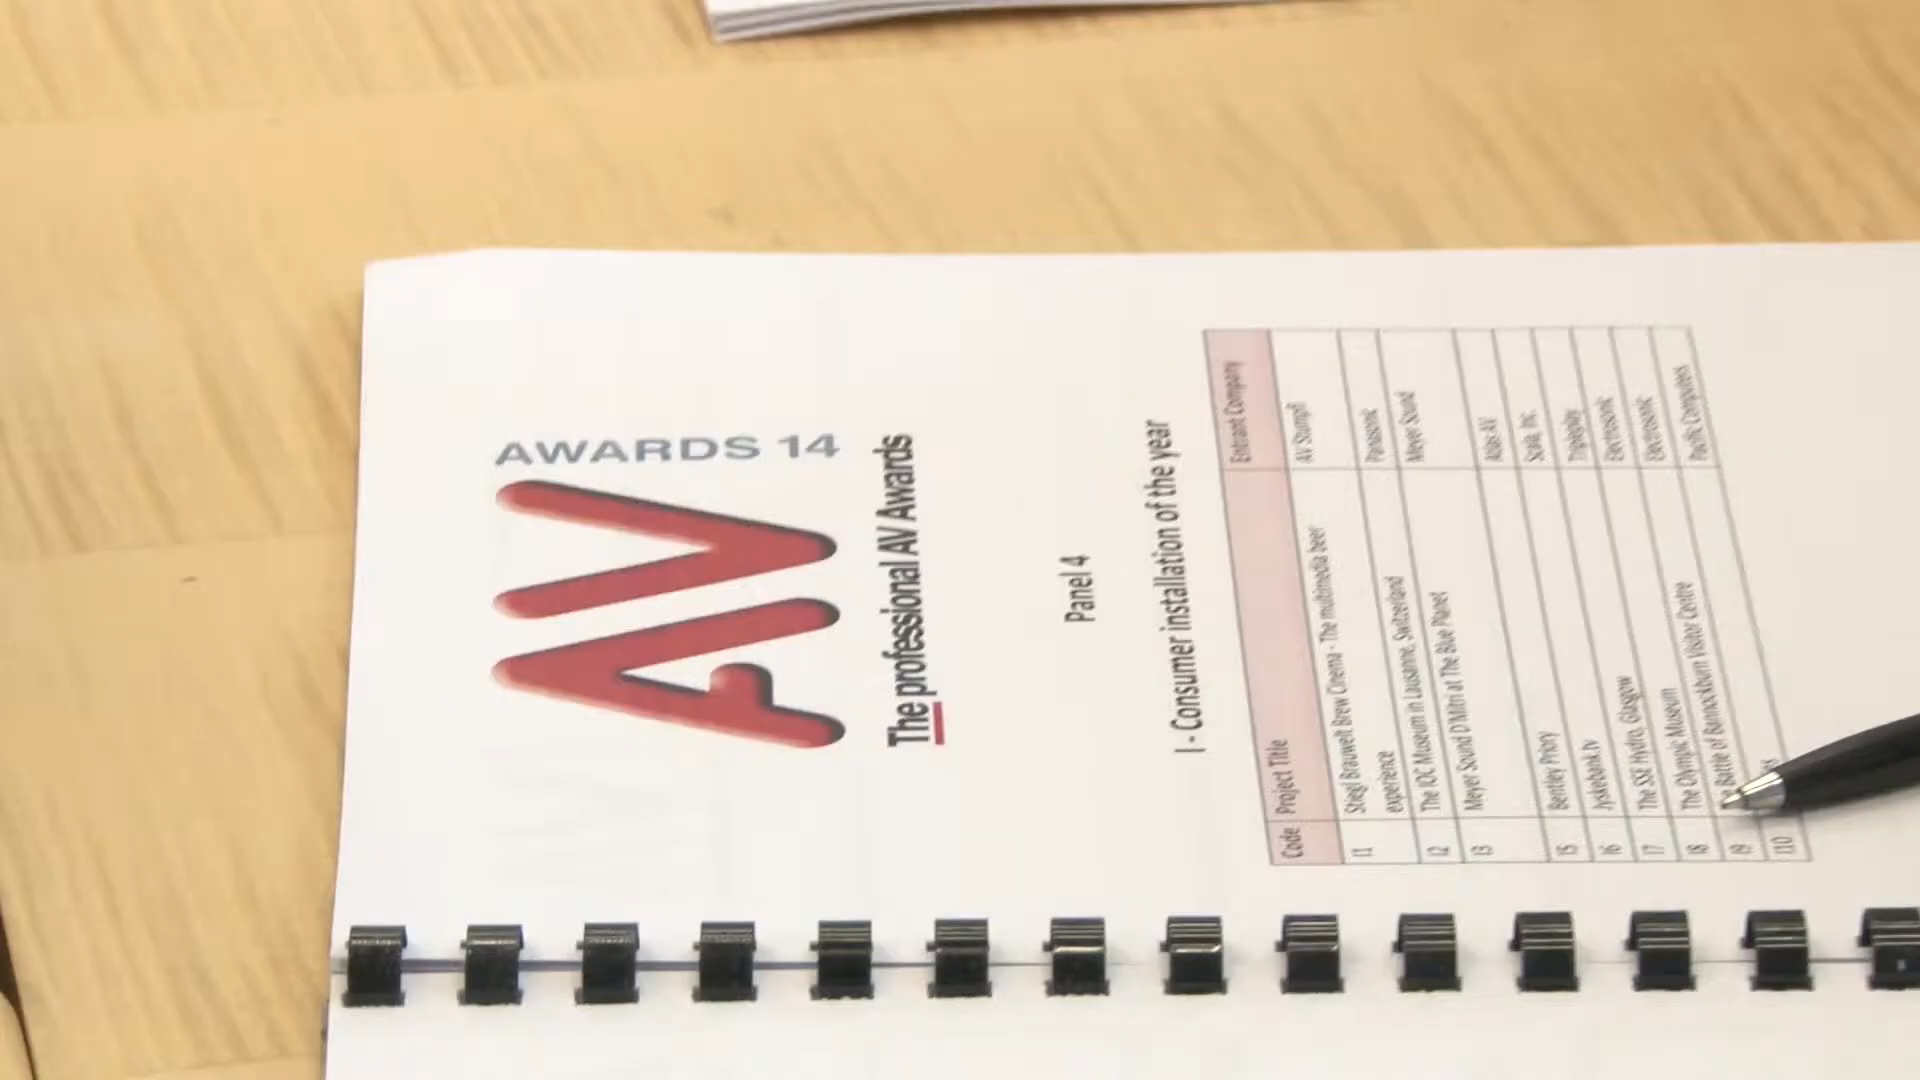 AWARDS 14
AV
The professional AV Awards
Panel 4
I - Consumer installation of the year
Code Project Title Entrant Company
I1 Stiegl Brauwelt Brew Cinema - The multimedia beer AV Stumpfl
experience
I2 The IOC Museum in Lausanne, Switzerland Panasonic
I3 Meyer Sound D'Mitri at The Blue Planet Meyer Sound
I5 Bentley Priory AV
I6 Jyskebank.tv Scala, Inc.
I7 The SSE Hydro, Glasgow Tripleplay
I8 The Olympic Museum Electrosonic
I9 Battle of Bannockburn Visitor Centre Electrosonic
I10 Pacific Computers